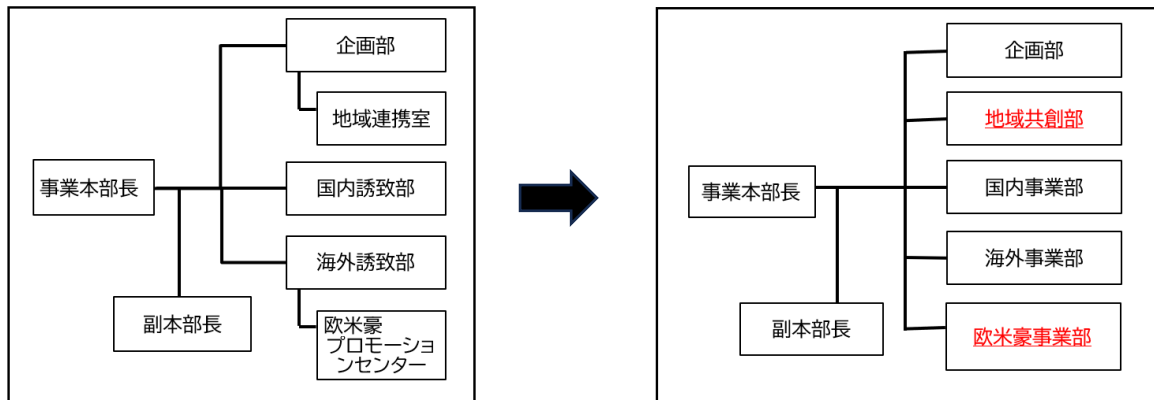 企画部
地域連携室
事業本部長
国内誘致部
海外誘致部
副本部長
欧米豪
プロモーショ
ンセンター
企画部
地域共創部
事業本部長
国内事業部
海外事業部
副本部長
欧米豪事業部